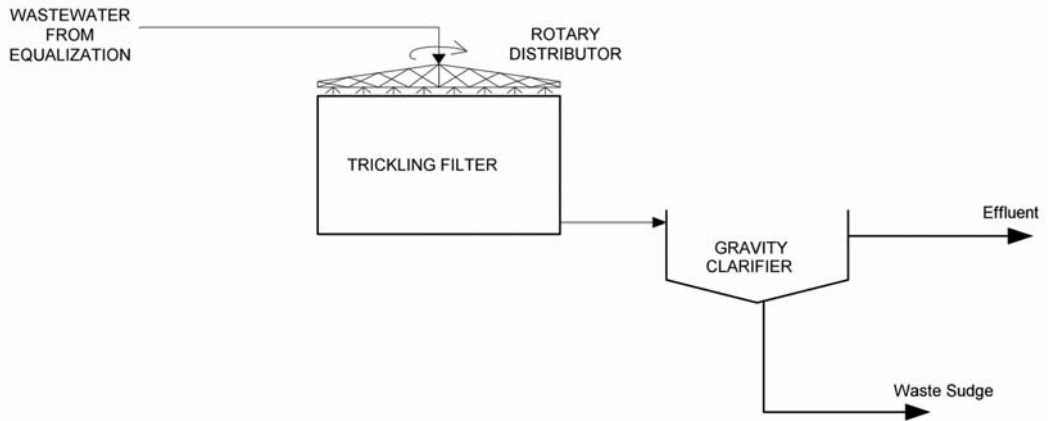 WASTEWATER
FROM
EQUALIZATION
ROTARY
DISTRIBUTOR
TRICKLING FILTER
GRAVITY
CLARIFIER
Effluent
Waste Sudge